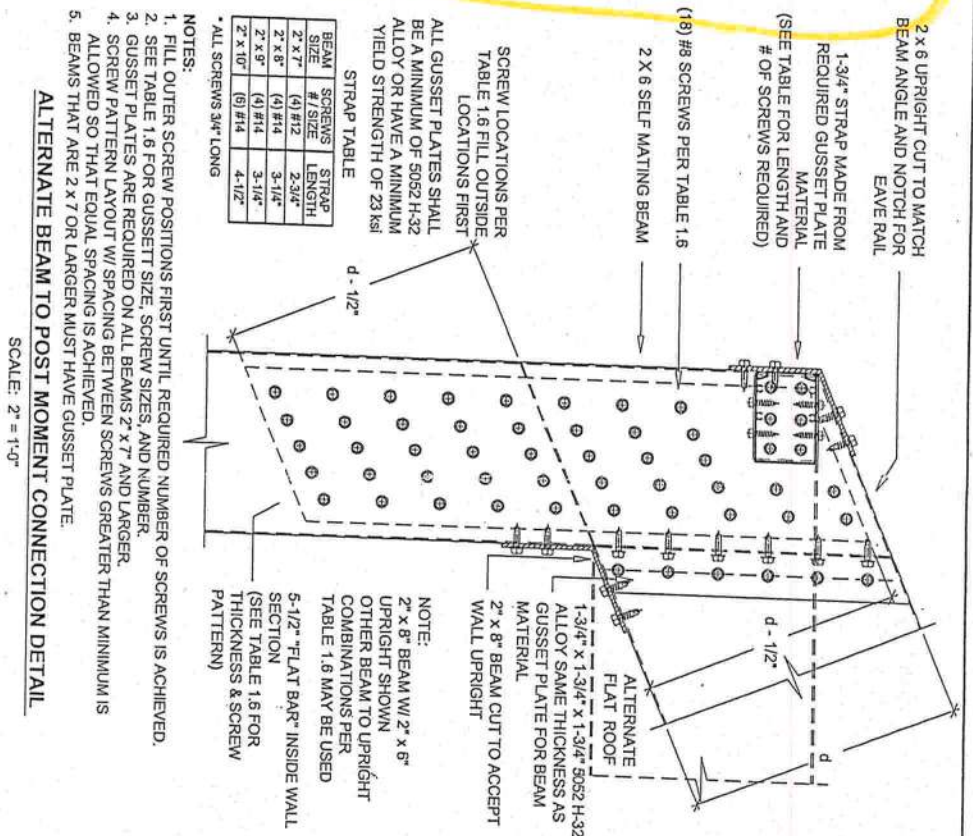 2 x 6 UPRIGHT CUT TO MATCH
BEAM ANGLE AND NOTCH FOR
EAVE RAIL
1-3/4" STRAP MADE FROM
REQUIRED GUSSET PLATE
MATERIAL
(SEE TABLE FOR LENGTH AND
# OF SCREWS REQUIRED)
(18) #8 SCREWS PER TABLE 1.6
2 X 6 SELF MATING BEAM
SCREW LOCATIONS PER
TABLE 1.6 FILL OUTSIDE
LOCATIONS FIRST
ALL GUSSET PLATES SHALL
BE A MINIMUM OF 5052 H-32
ALLOY OR HAVE A MINIMUM
YIELD STRENGTH OF 23 ksi
d - 1/2"
d - 1/2"
d
ALTERNATE
FLAT ROOF
1-3/4" x 1-3/4" x 1-3/4" 5052 H-32
ALLOY SAME THICKNESS AS
GUSSET PLATE FOR BEAM
MATERIAL
2" x 8" BEAM CUT TO ACCEPT
WALL UPRIGHT
NOTE:
2" x 8" BEAM W/ 2" x 6"
UPRIGHT SHOWN
OTHER BEAM TO UPRIGHT
COMBINATIONS PER
TABLE 1.6 MAY BE USED
5-1/2" "FLAT BAR" INSIDE WALL
SECTION
(SEE TABLE 1.6 FOR
THICKNESS & SCREW
PATTERN)
STRAP TABLE
BEAM SIZE SCREWS # / SIZE STRAP LENGTH
2" x 7" (4) #12 2-3/4"
2" x 8" (4) #14 3-1/4"
2" x 9" (4) #14 3-1/4"
2" x 10" (6) #14 4-1/2"
* ALL SCREWS 3/4" LONG
NOTES:
1. FILL OUTER SCREW POSITIONS FIRST UNTIL REQUIRED NUMBER OF SCREWS IS ACHIEVED.
2. SEE TABLE 1.6 FOR GUSSETT SIZE, SCREW SIZES, AND NUMBER.
3. GUSSET PLATES ARE REQUIRED ON ALL BEAMS 2" x 7" AND LARGER.
4. SCREW PATTERN LAYOUT W/ SPACING BETWEEN SCREWS GREATER THAN MINIMUM IS
ALLOWED SO THAT EQUAL SPACING IS ACHIEVED.
5. BEAMS THAT ARE 2 x 7 OR LARGER MUST HAVE GUSSET PLATE.
ALTERNATE BEAM TO POST MOMENT CONNECTION DETAIL
SCALE: 2" = 1'-0"